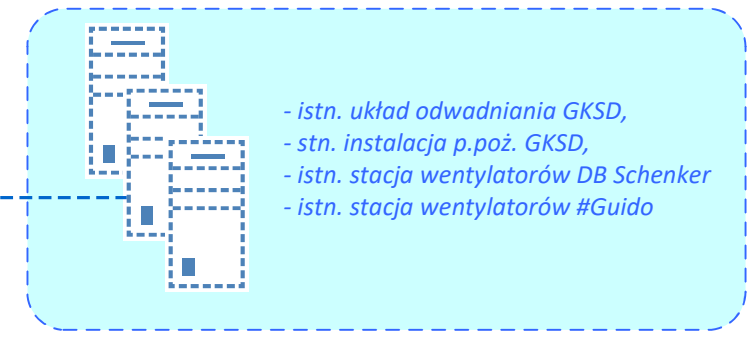 - istn. układ odwadniania GKSD,
- stn. instalacja p.poż. GKSD,
- istn. stacja wentylatorów DB Schenker
- istn. stacja wentylatorów #Guido